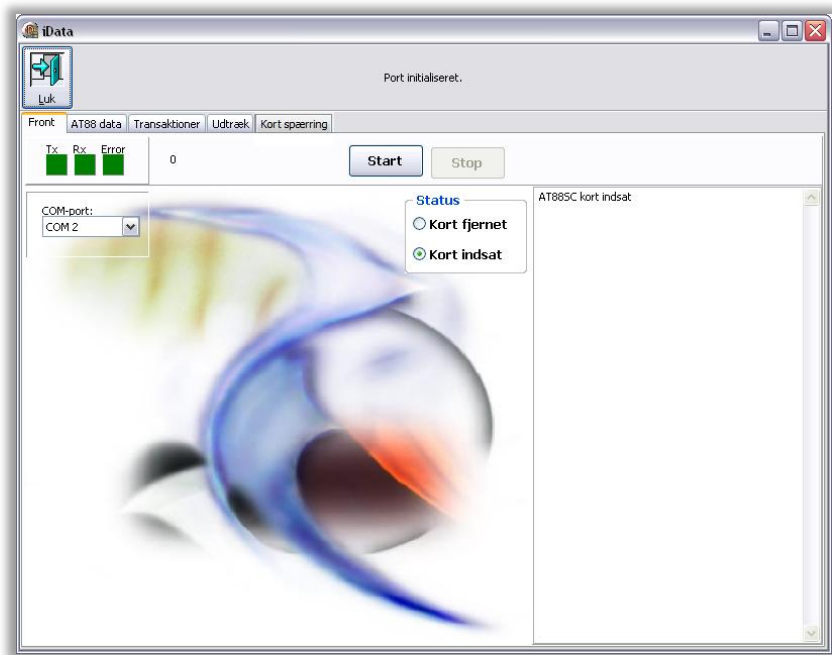 iData
Port initialiseret.
Luk
Front AT88 data Transaktioner Udtræk Kort spærring
Tx Rx Error
0
Start Stop
COM-port:
COM 2
Status
Kort fjernet
Kort indsat
AT88SC kort indsat